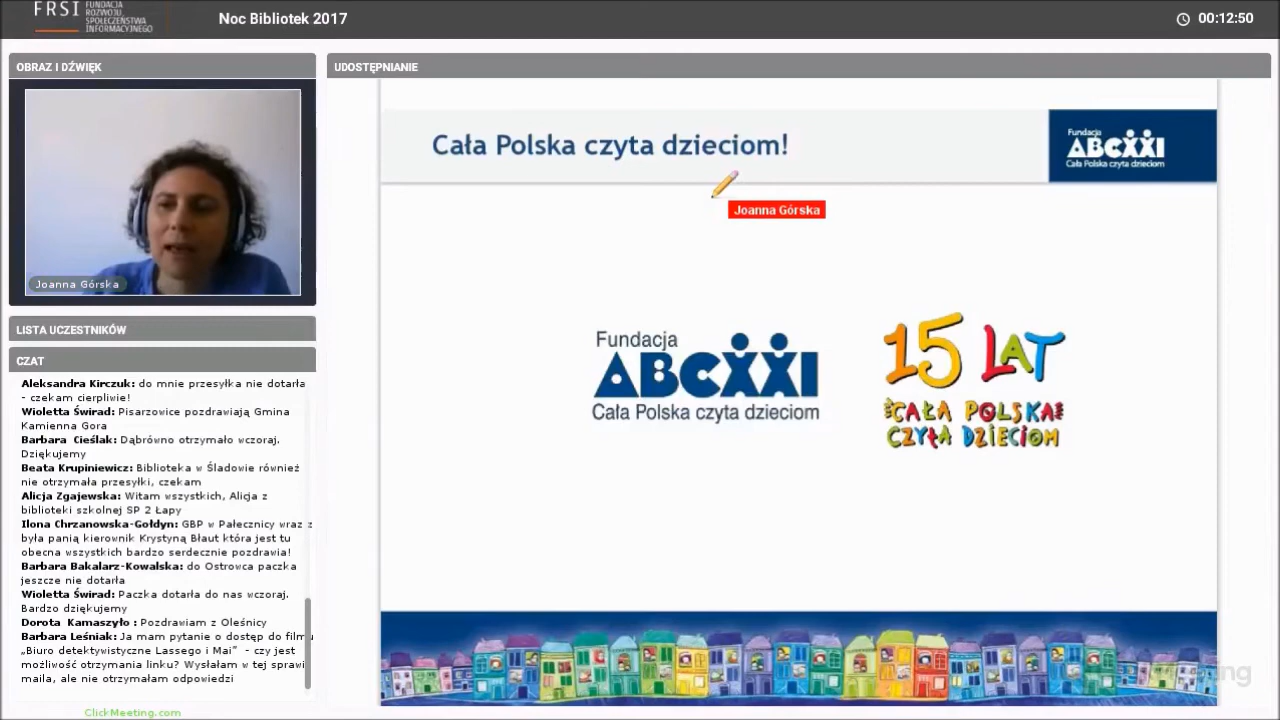 FRSI
FUNDACJA
ROZWOJU
SPOŁECZEŃSTWA
INFORMACYJNEGO
Noc Bibliotek 2017
00:12:50
OBRAZ I DŹWIĘK
Joanna Górska
LISTA UCZESTNIKÓW
CZAT
Aleksandra Kirczuk: do mnie przesyłka nie dotarła
- czekam cierpliwie!
Wioletta Świrad: Pisarzowice pozdrawiają Gmina
Kamienna Gora
Barbara Cieślak: Dąbrówno otrzymało wczoraj.
Dziękujemy
Beata Krupiniewicz: Biblioteka w Śladowie również
nie otrzymała przesyłki, czekam
Alicja Zgajewska: Witam wszystkich, Alicja z
biblioteki szkolnej SP 2 Łapy
Ilona Chrzanowska-Gołdyn: GBP w Pałecznicy wraz z
była panią kierownik Krystyną Błaut która jest tu
obecna wszystkich bardzo serdecznie pozdrawia!
Barbara Bakalarz-Kowalska: do Ostrowca paczka
jeszcze nie dotarła
Wioletta Świrad: Paczka dotarła do nas wczoraj.
Bardzo dziękujemy
Dorota Kamaszyło : Pozdrawiam z Oleśnicy
Barbara Leśniak: Ja mam pytanie o dostęp do filmu
„Biuro detektywistyczne Lassego i Mai" - czy jest
możliwość otrzymania linku? Wysłałam w tej sprawi
maila, ale nie otrzymałam odpowiedzi
ClickMeeting.com
UDOSTĘPNIANIE
Cała Polska czyta dzieciom!
Fundacja
ABCXXI
Cała Polska czyta dzieciom
Joanna Górska
Fundacja
ABCXXI
Cała Polska czyta dzieciom
15 LAT
CAŁA POLSKA
CZYTA DZIECIOM